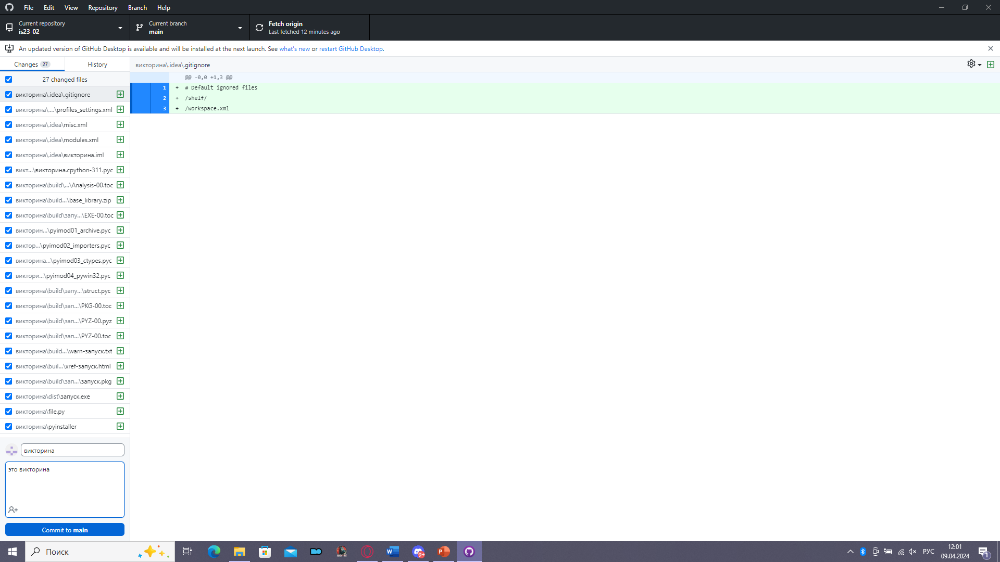 File Edit View Repository Branch Help
Current repository
is23-02
Current branch
main
Fetch origin
Last fetched 12 minutes ago
An updated version of GitHub Desktop is available and will be installed at the next launch. See what's new or restart GitHub Desktop.
Changes 27
History
викторина\.idea\.gitignore
27 changed files
@@ -0,0 +1,3 @@
1 + # Default ignored files
2 + /shelf/
3 + /workspace.xml
викторина\.idea\.gitignore
викторина\....\profiles_settings.xml
викторина\.idea\misc.xml
викторина\.idea\modules.xml
викторина\.idea\викторина.iml
викт...\викторина.cpython-311.pyc
викторина\build\...\Analysis-00.toc
викторина\build...\base_library.zip
викторина\build\запу...\EXE-00.toc
викторин...\pyimod01_archive.pyc
виктор...\pyimod02_importers.pyc
викторина...\pyimod03_ctypes.pyc
виктори...\pyimod04_pywin32.pyc
викторина\build\запу...\struct.pyc
викторина\build\зап...\PKG-00.toc
викторина\build\зап...\PYZ-00.pyz
викторина\build\зап...\PYZ-00.toc
викторина\build...\warn-запуск.txt
викторина\buil...\xref-запуск.html
викторина\build\зап...\запуск.pkg
викторина\dist\запуск.exe
викторина\file.py
викторина\pyinstaller
викторина
это викторина
Commit to main
Поиск
9+
РУС
12:01
09.04.2024
1